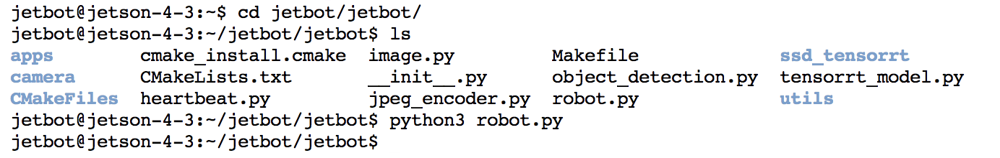 jetbot@jetson-4-3:~$ cd jetbot/jetbot/
jetbot@jetson-4-3:~/jetbot/jetbot$ ls
apps        cmake_install.cmake  image.py         Makefile             ssd_tensorrt
camera      CMakeLists.txt       __init__.py      object_detection.py  tensorrt_model.py
CMakeFiles  heartbeat.py         jpeg_encoder.py  robot.py             utils
jetbot@jetson-4-3:~/jetbot/jetbot$ python3 robot.py
jetbot@jetson-4-3:~/jetbot/jetbot$